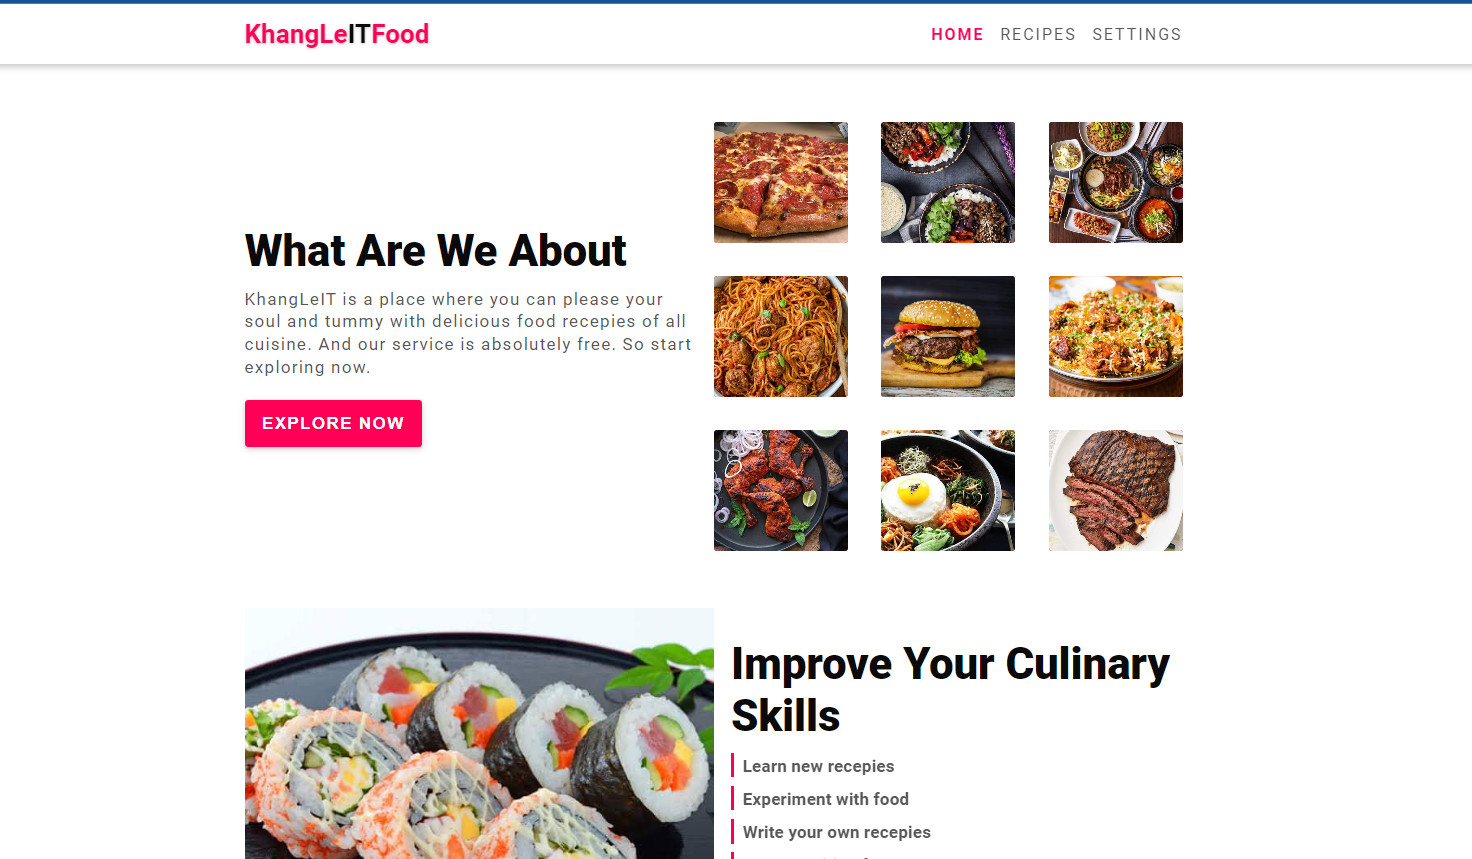 KhangLeITFood
HOME RECIPES SETTINGS
What Are We About
KhangLeIT is a place where you can please your
soul and tummy with delicious food recepies of all
cuisine. And our service is absolutely free. So start
exploring now.
EXPLORE NOW
Improve Your Culinary
Skills
Learn new recepies
Experiment with food
Write your own recepies